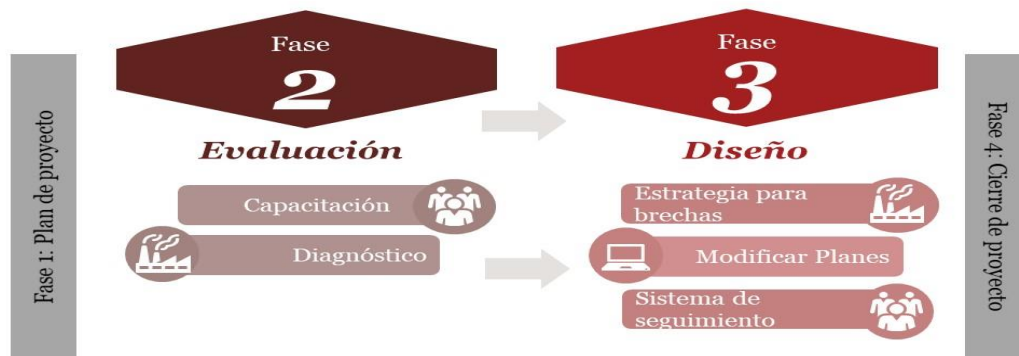 Fase 1: Plan de proyecto
Fase
2
Evaluación
Capacitación
Diagnóstico
Fase
3
Diseño
Estrategia para
brechas
Modificar Planes
Sistema de
seguimiento
Fase 4: Cierre de proyecto